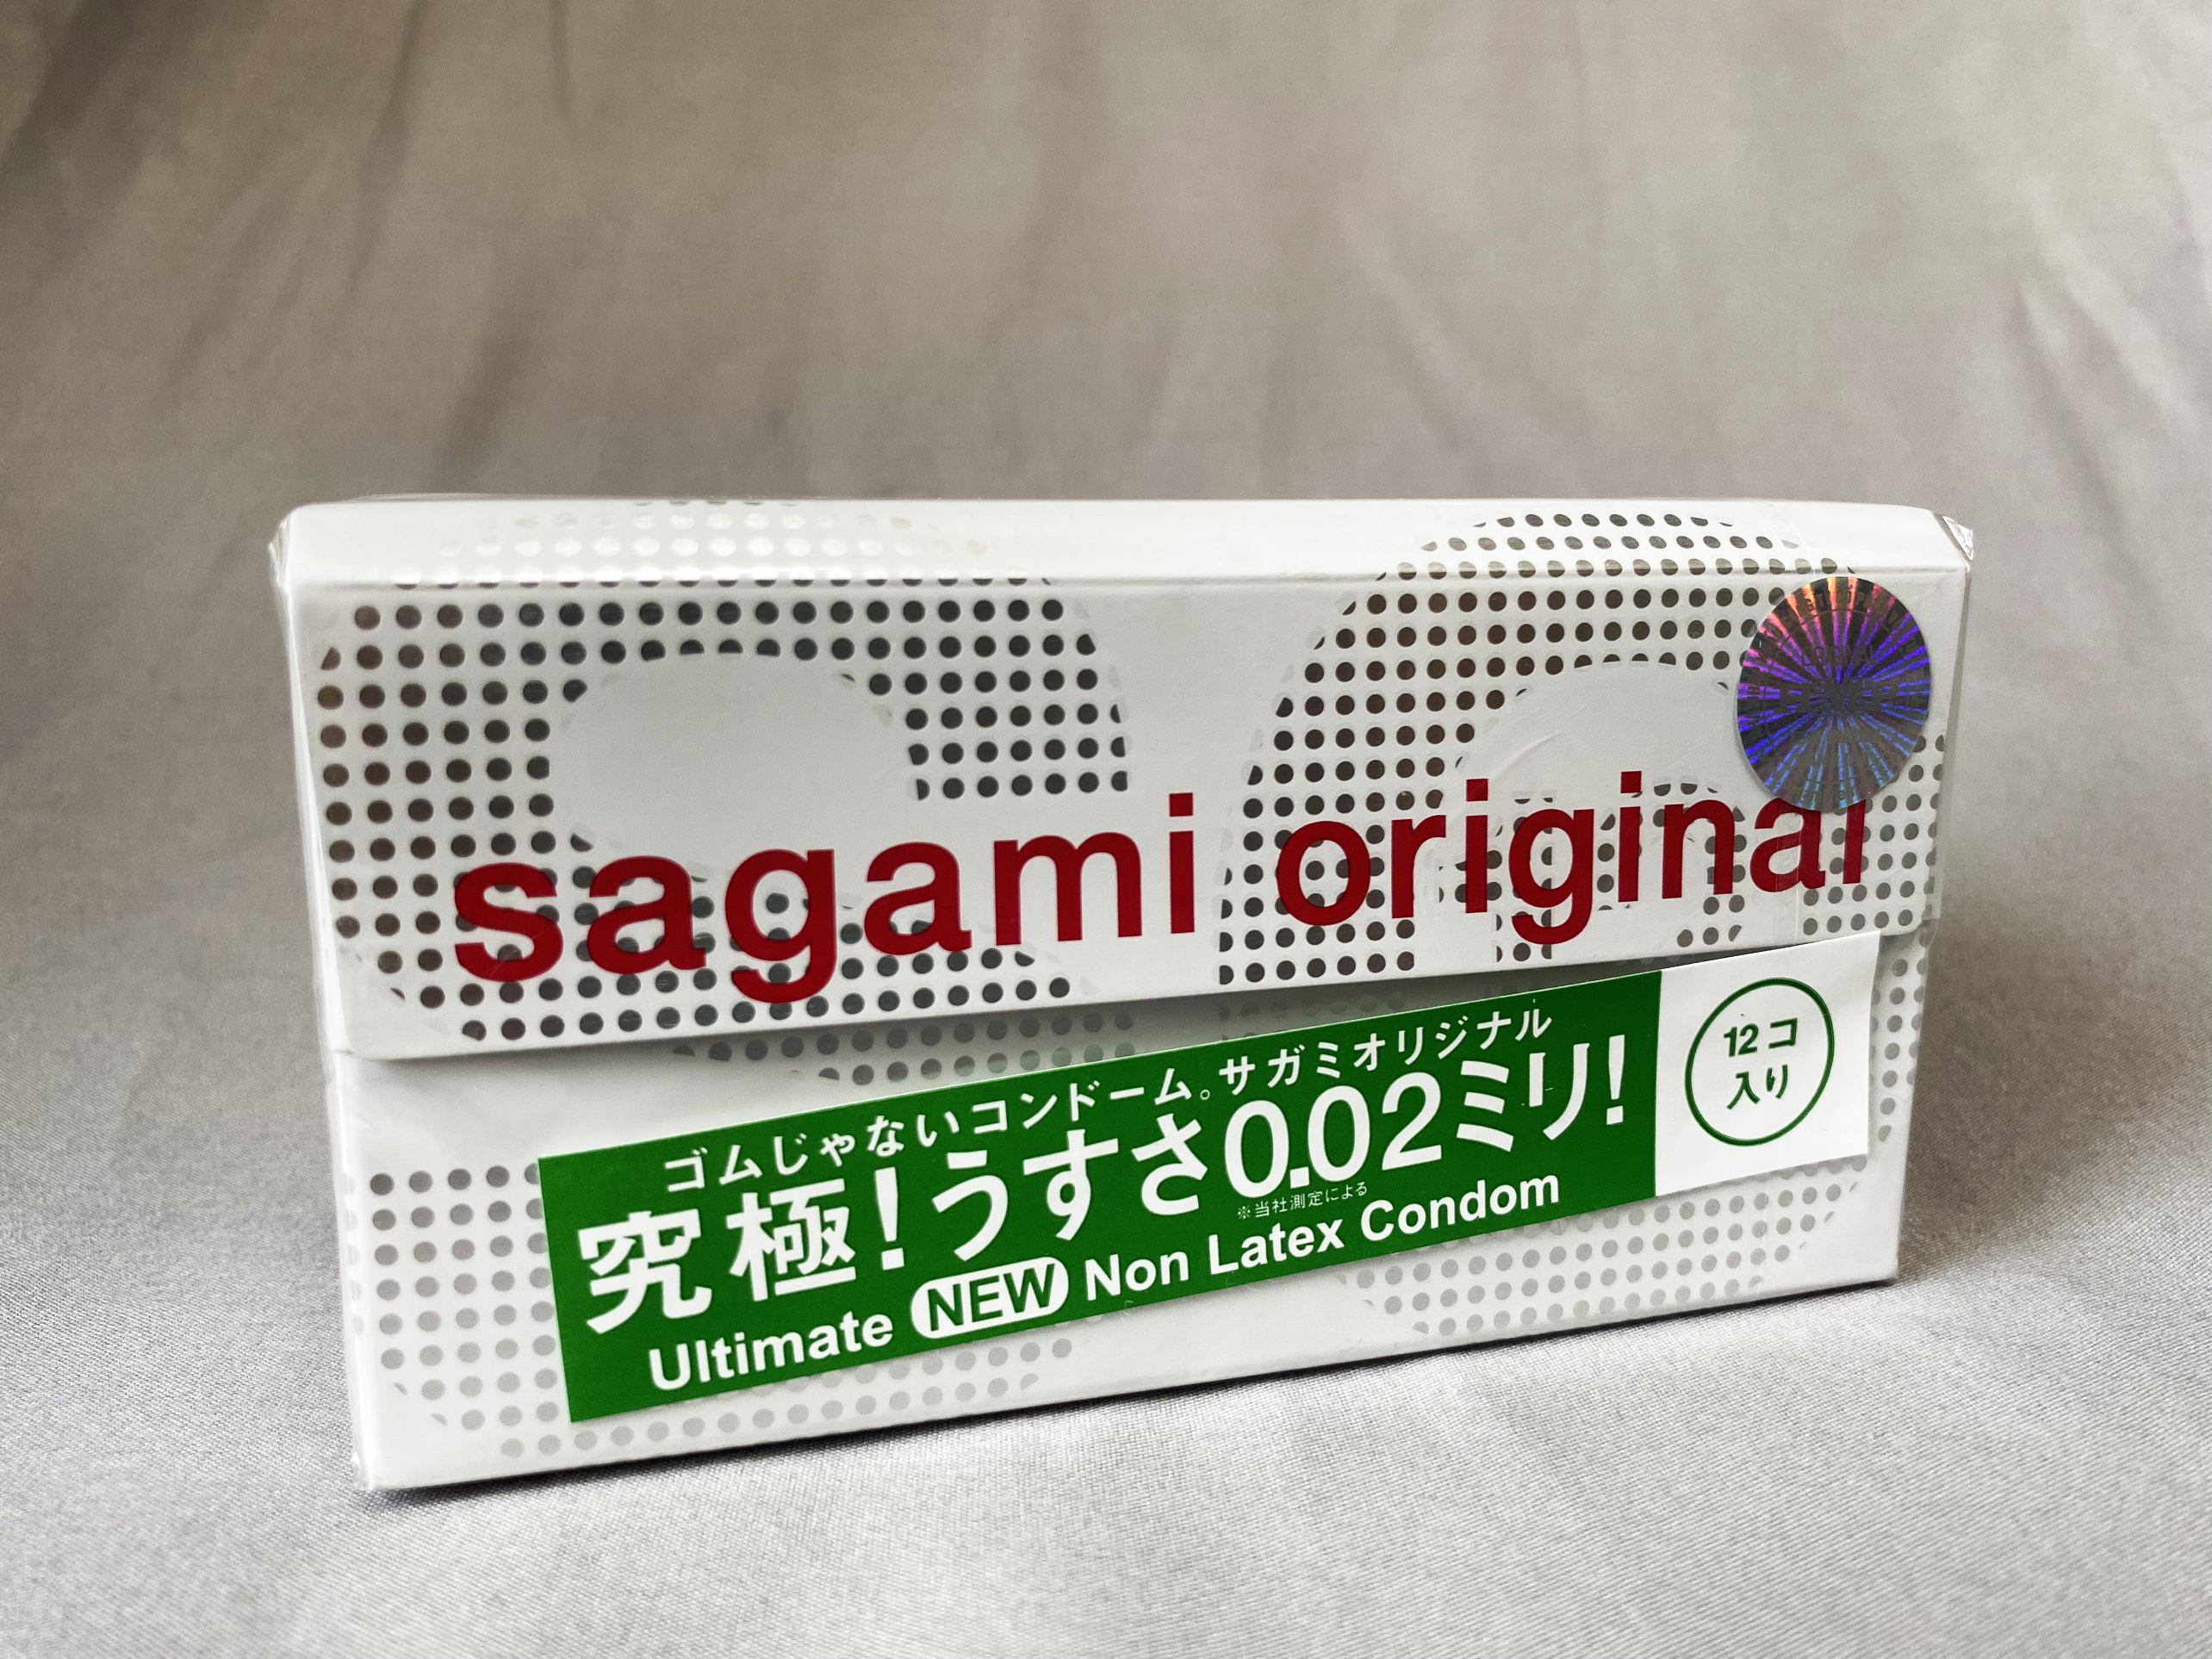 sagami original
ゴムじゃないコンドーム。サガミオリジナル
究極!うすさ0.02ミリ!
※当社測定による
Ultimate NEW Non Latex Condom
12コ
入り